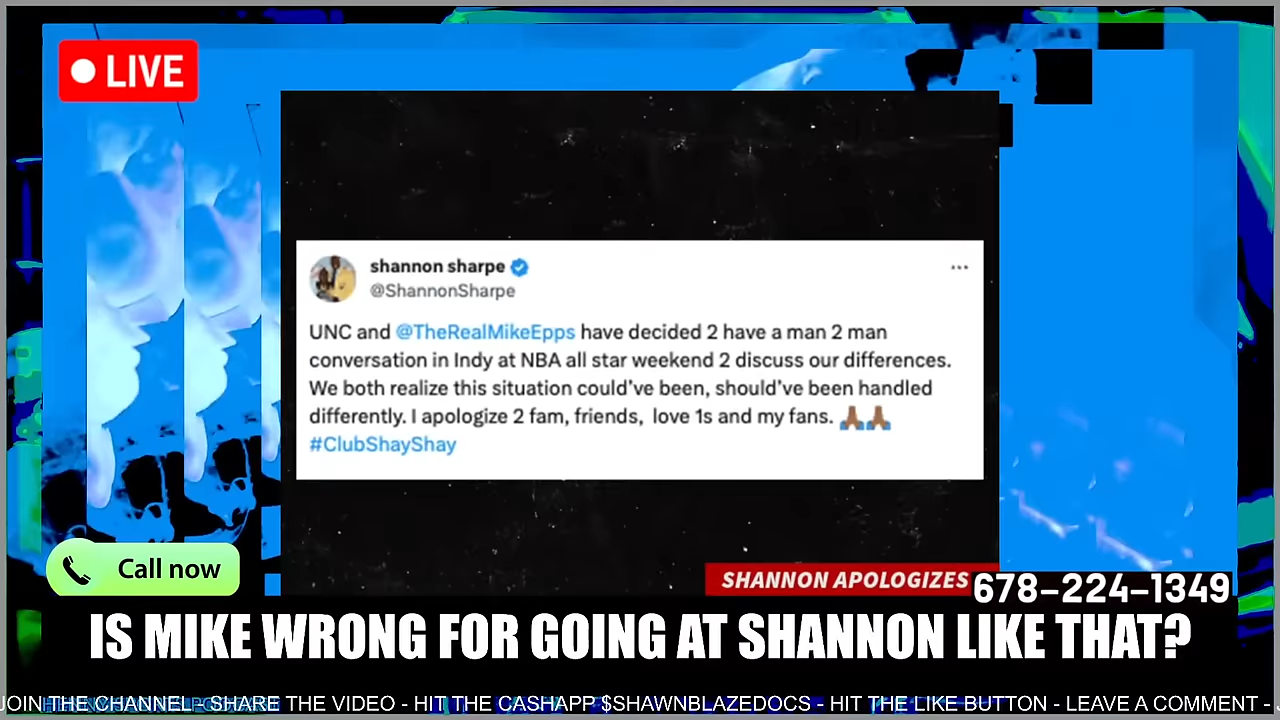 LIVE
shannon sharpe
@ShannonSharpe
UNC and @TheRealMikeEpps have decided 2 have a man 2 man
conversation in Indy at NBA all star weekend 2 discuss our differences.
We both realize this situation could've been, should've been handled
differently. I apologize 2 fam, friends, love 1s and my fans. 🙏🏾🙏🏾
#ClubShayShay
Call now
SHANNON APOLOGIZES
678-224-1349
IS MIKE WRONG FOR GOING AT SHANNON LIKE THAT?
JOIN THE CHANNEL - SHARE THE VIDEO - HIT THE CASHAPP $SHAWNBLAZEDOCS - HIT THE LIKE BUTTON - LEAVE A COMMENT -